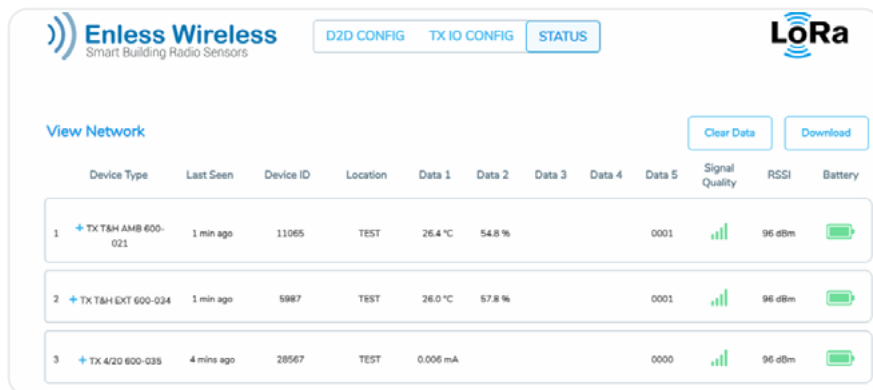 Enless Wireless
Smart Building Radio Sensors
D2D CONFIG TX IO CONFIG STATUS
LoRa
View Network
Clear Data Download
Device Type Last Seen Device ID Location Data 1 Data 2 Data 3 Data 4 Data 5 Signal Quality RSSI Battery
1 + TX T&H AMB 600-021 1 min ago 11065 TEST 26.4 °C 54.8 % 0001 96 dBm
2 + TX T&H EXT 600-034 1 min ago 5987 TEST 26.0 °C 57.8 % 0001 96 dBm
3 + TX 4/20 600-035 4 mins ago 28567 TEST 0.006 mA 0000 96 dBm